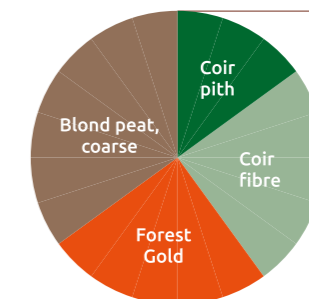 Coir
pith
Blond peat,
coarse
Coir
fibre
Forest
Gold